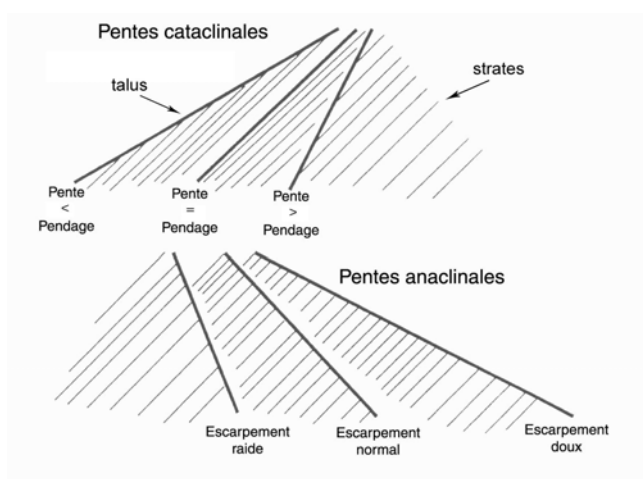 Pentes cataclinales
talus
strates
Pente
<
Pendage
Pente
=
Pendage
Pente
>
Pendage
Pentes anaclinales
Escarpement
raide
Escarpement
normal
Escarpement
doux